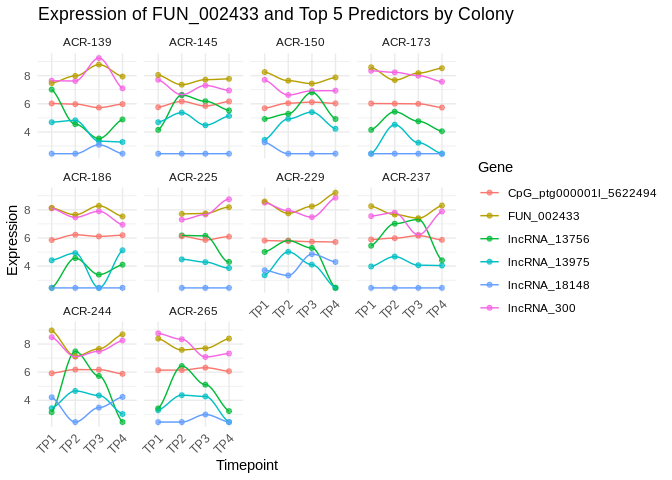 Expression of FUN_002433 and Top 5 Predictors by Colony
ACR-139 ACR-145 ACR-150 ACR-173
8
6
4
ACR-186 ACR-225 ACR-229 ACR-237
8
6
4
TP1 TP2 TP3 TP4 TP1 TP2 TP3 TP4
ACR-244 ACR-265
8
6
4
TP1 TP2 TP3 TP4 TP1 TP2 TP3 TP4
Expression
Timepoint
Gene
CpG_ptg000001l_5622494
FUN_002433
lncRNA_13756
lncRNA_13975
lncRNA_18148
lncRNA_300